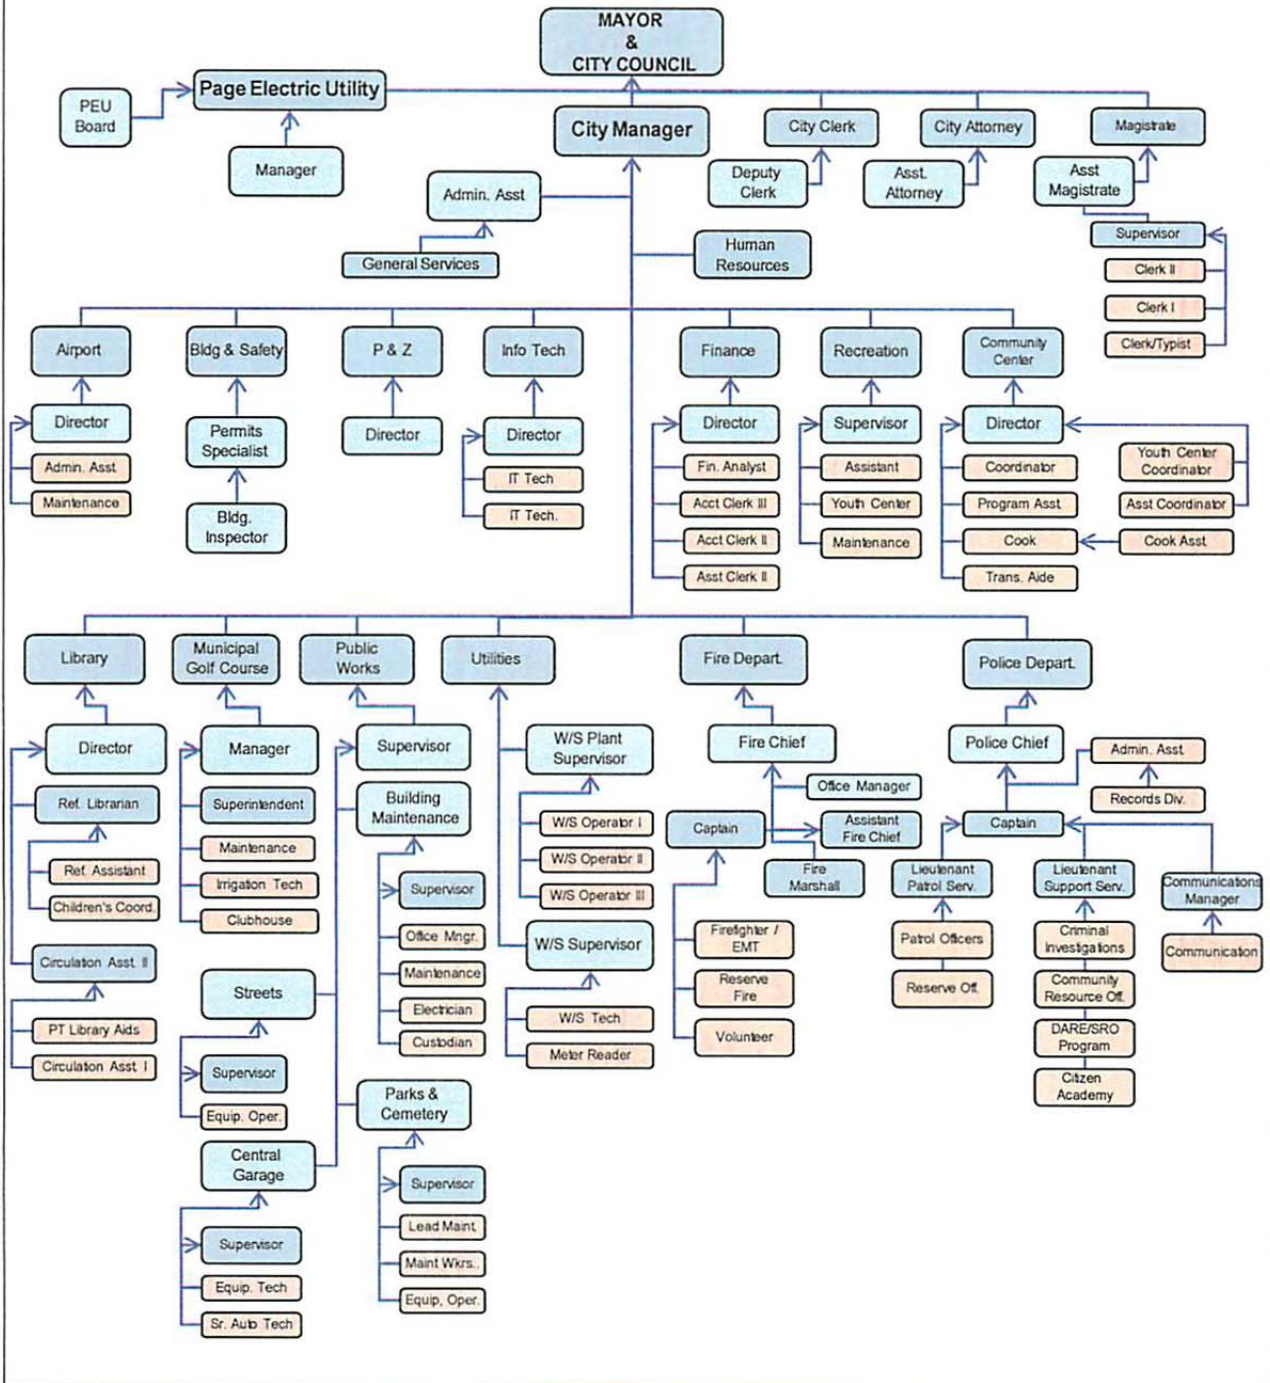 MAYOR
&
CITY COUNCIL
Page Electric Utility
PEU
Board
Manager
City Manager
City Clerk
City Attorney
Magistrate
Deputy
Clerk
Asst.
Attorney
Asst
Magistrate
Admin. Asst
General Services
Human
Resources
Supervisor
Clerk II
Clerk I
Clerk/Typist
Airport
Bldg & Safety
P & Z
Info Tech
Finance
Recreation
Community
Center
Director
Admin. Asst
Maintenance
Permits
Specialist
Bldg.
Inspector
Director
Director
IT Tech
IT Tech.
Director
Fin. Analyst
Acct Clerk III
Acct Clerk II
Asst Clerk II
Supervisor
Assistant
Youth Center
Maintenance
Director
Coordinator
Program Asst
Cook
Trans. Aide
Youth Center
Coordinator
Asst Coordinator
Cook Asst.
Library
Municipal
Golf Course
Public
Works
Utilities
Fire Depart.
Police Depart.
Director
Ref. Librarian
Ref. Assistant
Children's Coord.
Circulation Asst II
PT Library Aids
Circulation Asst I
Manager
Superintendent
Maintenance
Irrigation Tech
Clubhouse
Supervisor
Building
Maintenance
Supervisor
Office Mngr.
Maintenance
Electrician
Custodian
Streets
Supervisor
Equip. Oper.
Central
Garage
Supervisor
Equip. Tech
Sr. Auto Tech
Parks &
Cemetery
Supervisor
Lead Maint.
Maint Wkrs..
Equip, Oper.
W/S Plant
Supervisor
W/S Operator I
W/S Operator II
W/S Operator III
W/S Supervisor
W/S Tech
Meter Reader
Fire Chief
Office Manager
Captain
Assistant
Fire Chief
Fire
Marshall
Firefighter /
EMT
Reserve
Fire
Volunteer
Police Chief
Admin. Asst.
Records Div.
Captain
Lieutenant
Patrol Serv.
Patrol Officers
Reserve Off.
Lieutenant
Support Serv.
Criminal
Investigations
Community
Resource Off.
DARE/SRO
Program
Citizen
Academy
Communications
Manager
Communication